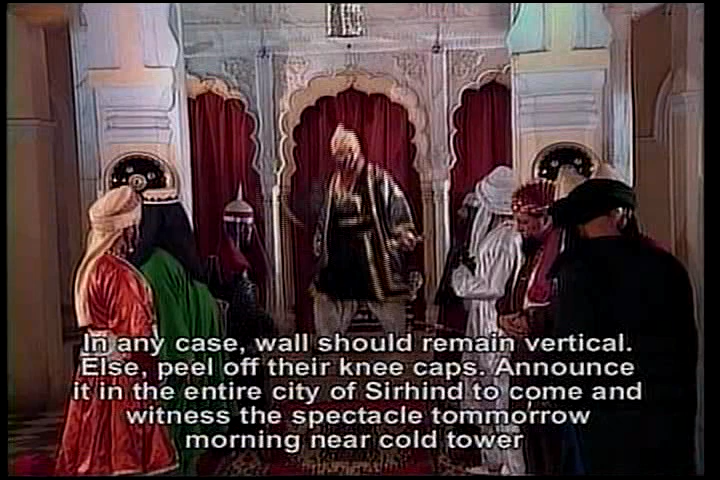 In any case, wall should remain vertical.
Else, peel off their knee caps. Announce
it in the entire city of Sirhind to come and
witness the spectacle tommorrow
morning near cold tower